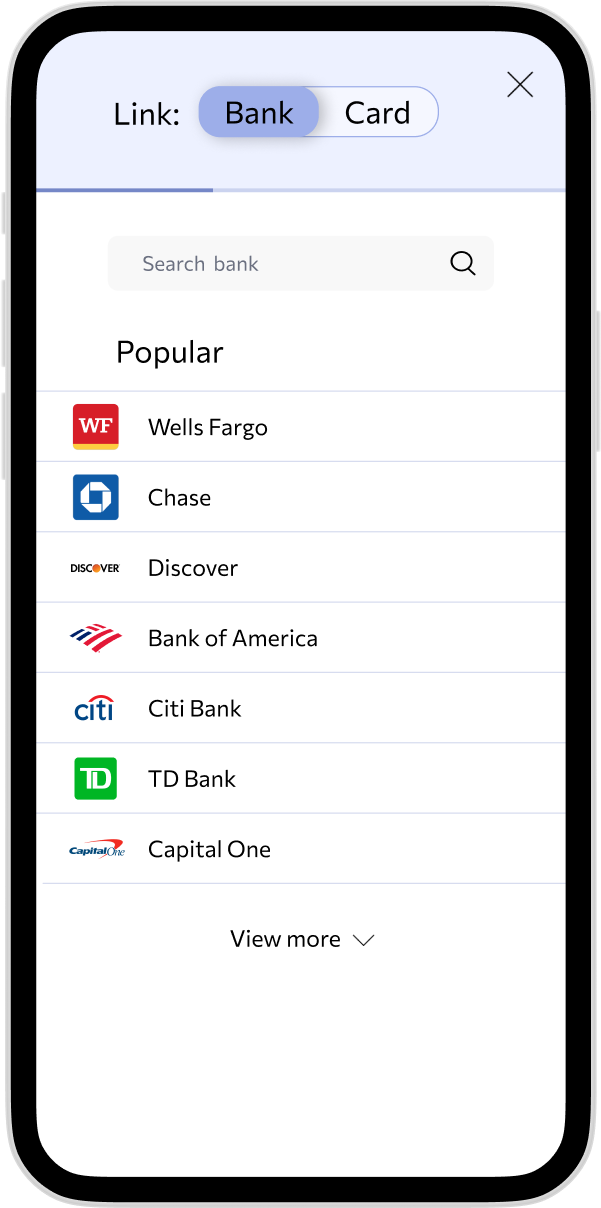 Link: Bank Card
Search bank
Popular
WF Wells Fargo
Chase
DISCOVER Discover
Bank of America
citi Citi Bank
TD TD Bank
Capital One Capital One
View more